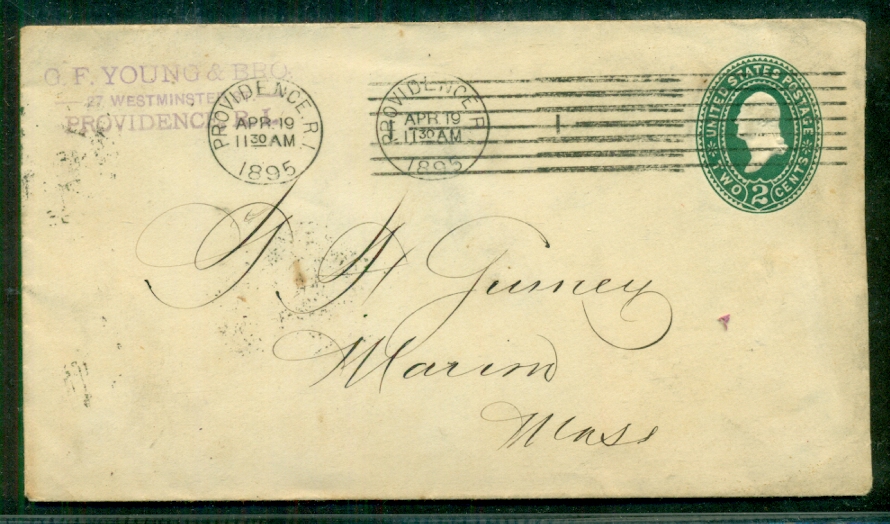 O. F. YOUNG & BRO.
27 WESTMINSTER
PROVIDENCE R. I.
PROVIDENCE. R.I.
APR 19
11 30 AM
1895
PROVIDENCE. R. I.
APR 19
11 30 AM
1895
1
UNITED STATES POSTAGE
TWO 2 CENTS
H Gurney
Marion
Mass